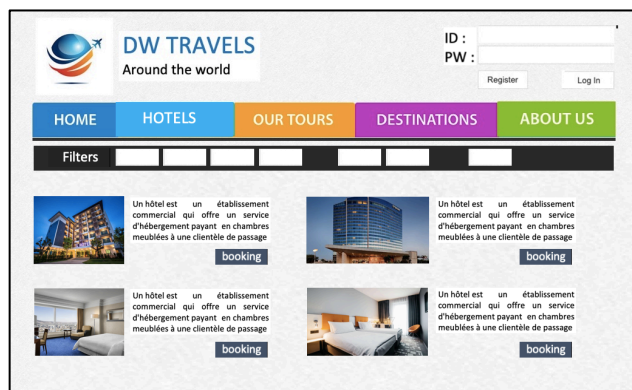 DW TRAVELS
Around the world
ID :
PW :
Register Log In
HOME HOTELS OUR TOURS DESTINATIONS ABOUT US
Filters
Un hôtel est un établissement
commercial qui offre un service
d'hébergement payant en chambres
meublées à une clientèle de passage
booking
Un hôtel est un établissement
commercial qui offre un service
d'hébergement payant en chambres
meublées à une clientèle de passage
booking
Un hôtel est un établissement
commercial qui offre un service
d'hébergement payant en chambres
meublées à une clientèle de passage
booking
Un hôtel est un établissement
commercial qui offre un service
d'hébergement payant en chambres
meublées à une clientèle de passage
booking